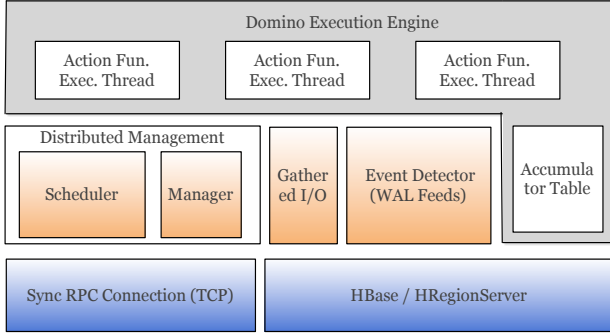 Domino Execution Engine
Action Fun.
Exec. Thread
Action Fun.
Exec. Thread
Action Fun.
Exec. Thread
Distributed Management
Scheduler
Manager
Gather
ed I/O
Event Detector
(WAL Feeds)
Accumula
tor Table
Sync RPC Connection (TCP)
HBase / HRegionServer